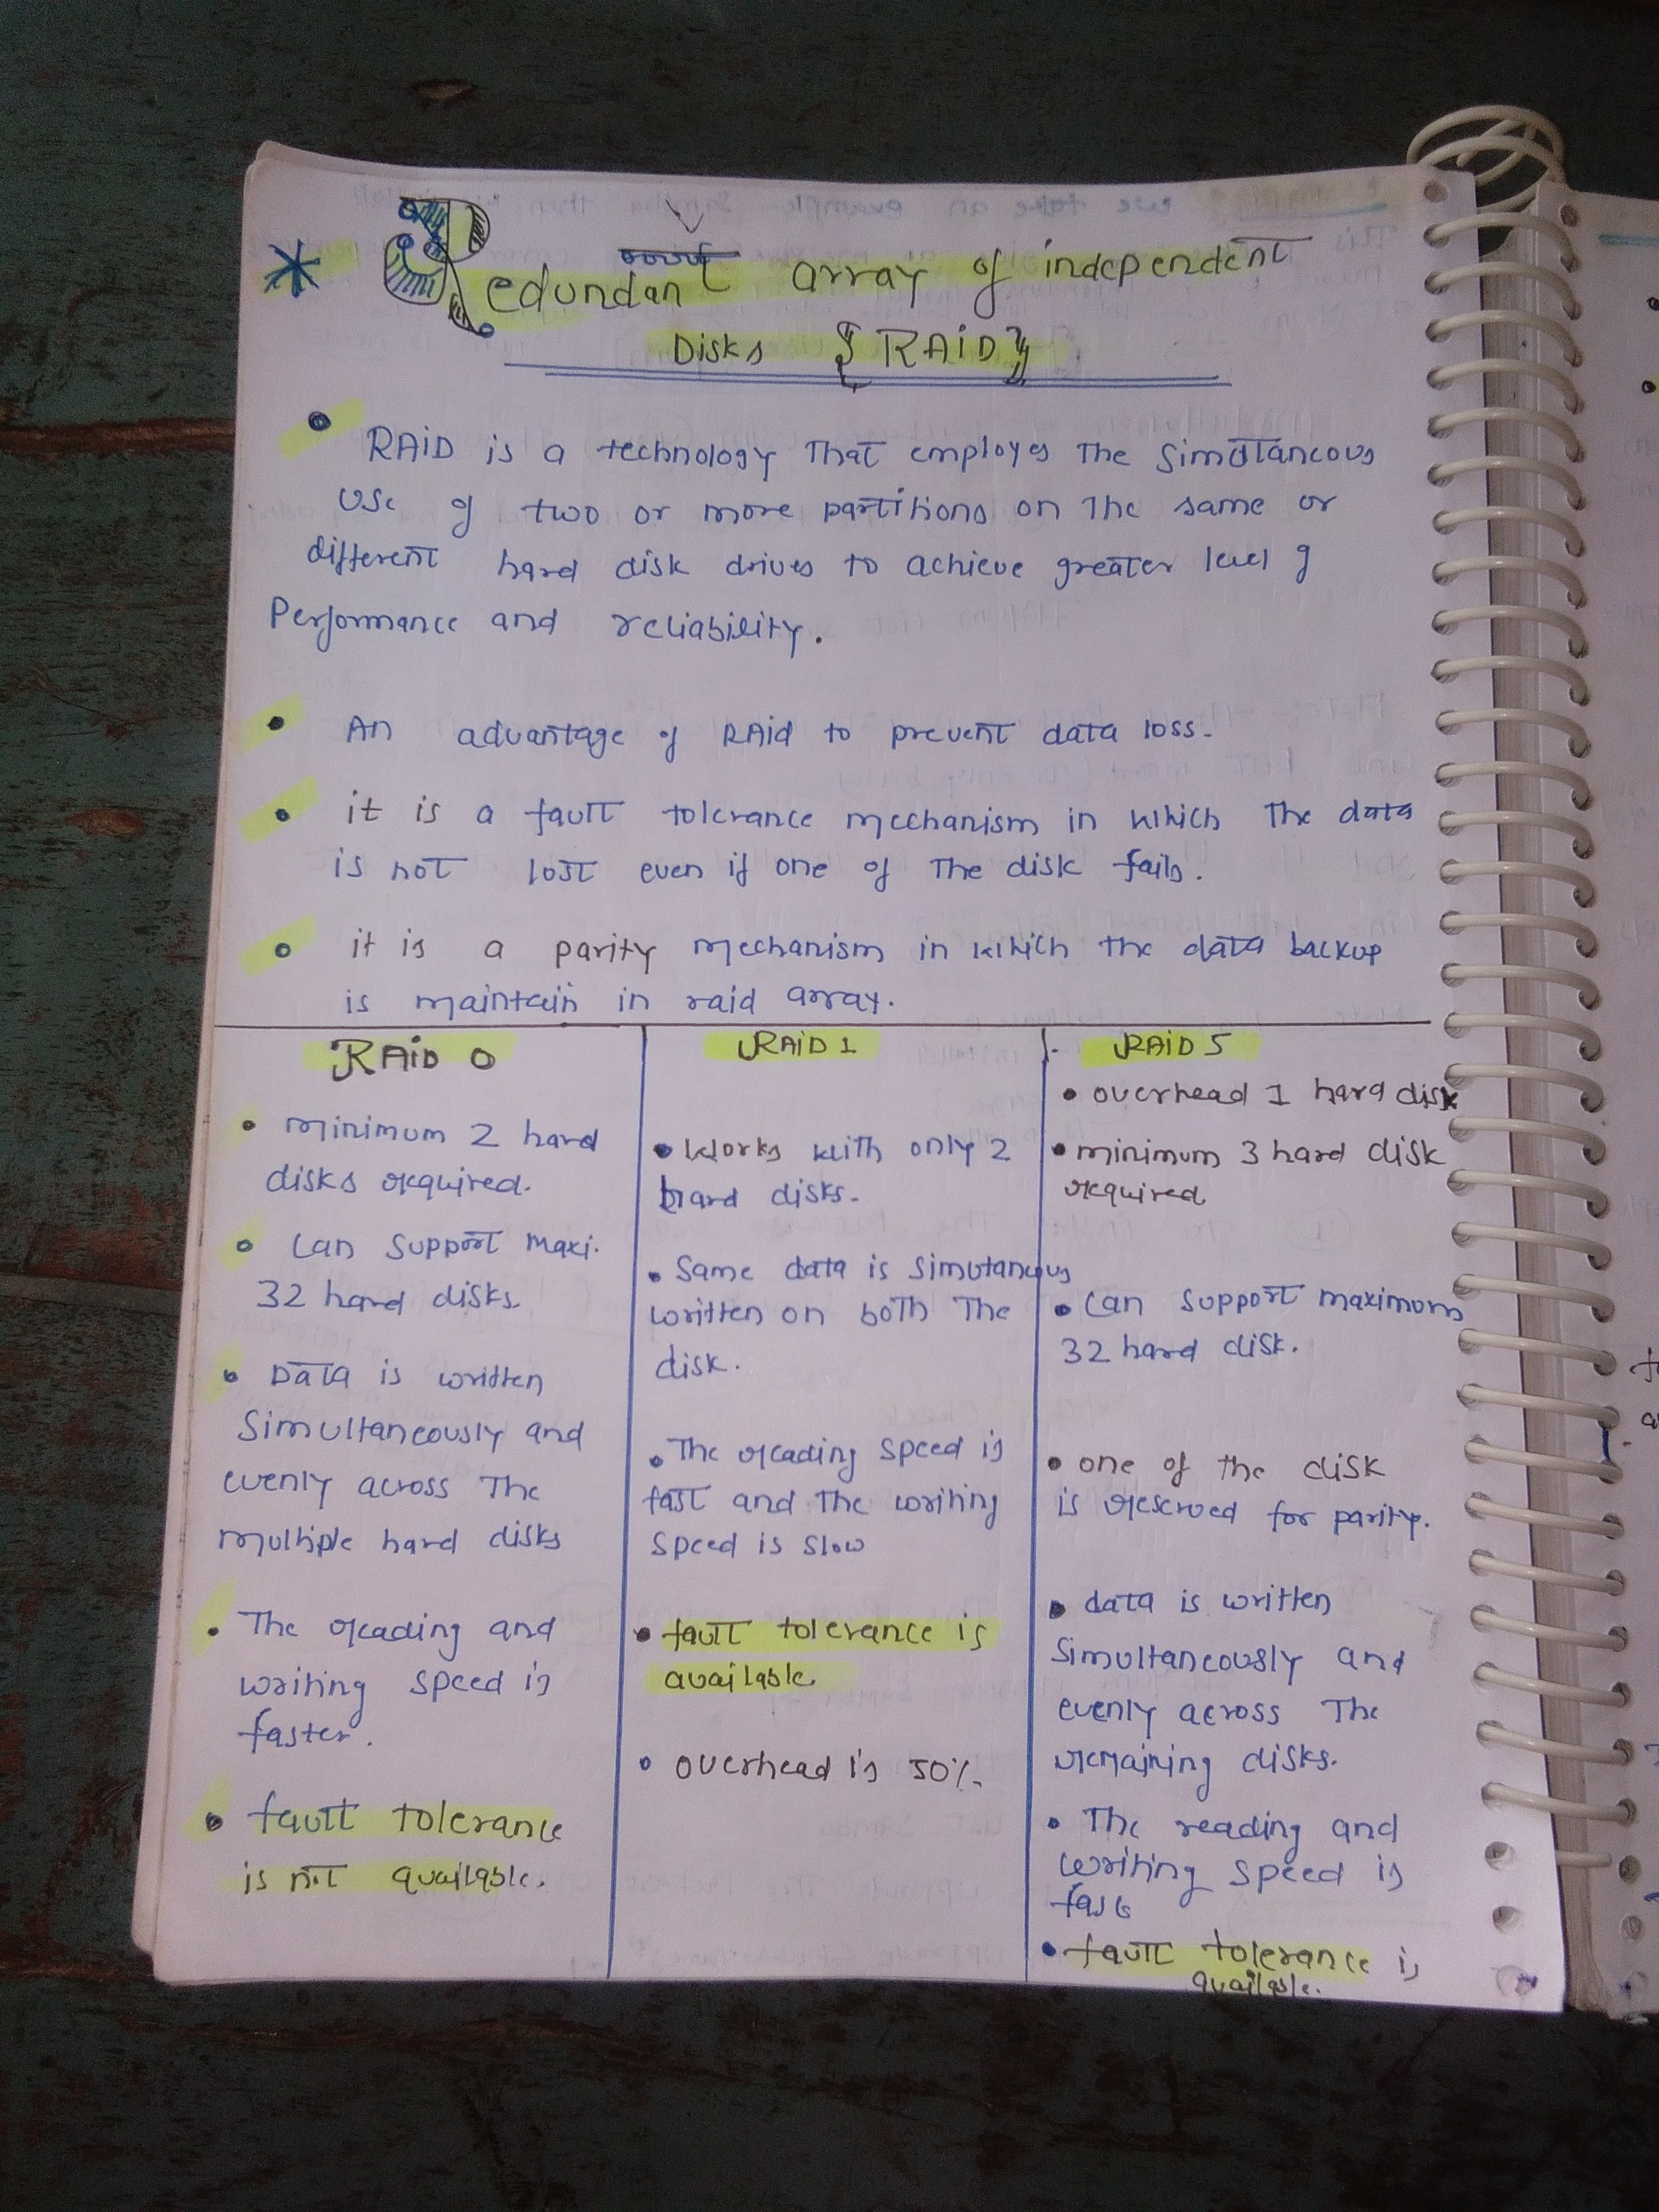 * Redundant array of independent
Disks {RAiD}
• RAiD is a technology That employes The Simultaneous
use of two or more partitions on The same or
different hard disk drives to achieve greater level of
Performance and reliability.
• An advantage of RAid to prevent data loss.
• it is a fault tolerance mechanism in which The data
is not lost even if one of The disk fails.
• it is a parity mechanism in which The data backup
is maintain in raid array.
RAiD 0
• minimum 2 hard
disks required.
• Can Support maxi.
32 hard disks.
• Data is written
Simultaneously and
evenly across The
multiple hard disks
• The reading and
writing speed is
faster.
• fault tolerance
is not available.
RAiD 1
• Works with only 2
hard disks.
• Same data is simutaneous
written on both The
disk.
• The reading speed is
fast and The writing
Speed is slow
• fault tolerance is
available.
• overhead is 50%.
RAiD 5
• overhead 1 hard disk
• minimum 3 hard disk
required.
• Can support maximum
32 hard disk.
• one of the disk
is reserved for parity.
• data is written
Simultaneously and
evenly across The
remaining disks.
• The reading and
writing speed is
fast
• fault tolerance is
available.